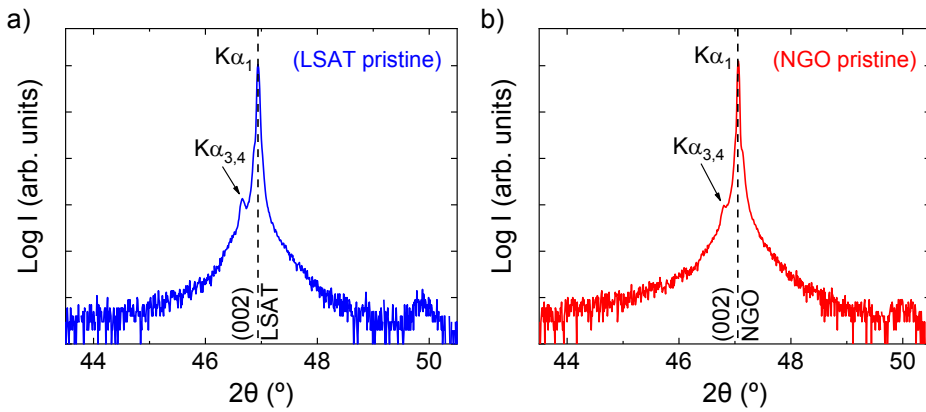 a)
Log I (arb. units)
Kα1
(LSAT pristine)
Kα3,4
(002)
LSAT
44 46 48 50
2θ (º)
b)
Log I (arb. units)
Kα1
(NGO pristine)
Kα3,4
(002)
NGO
44 46 48 50
2θ (º)